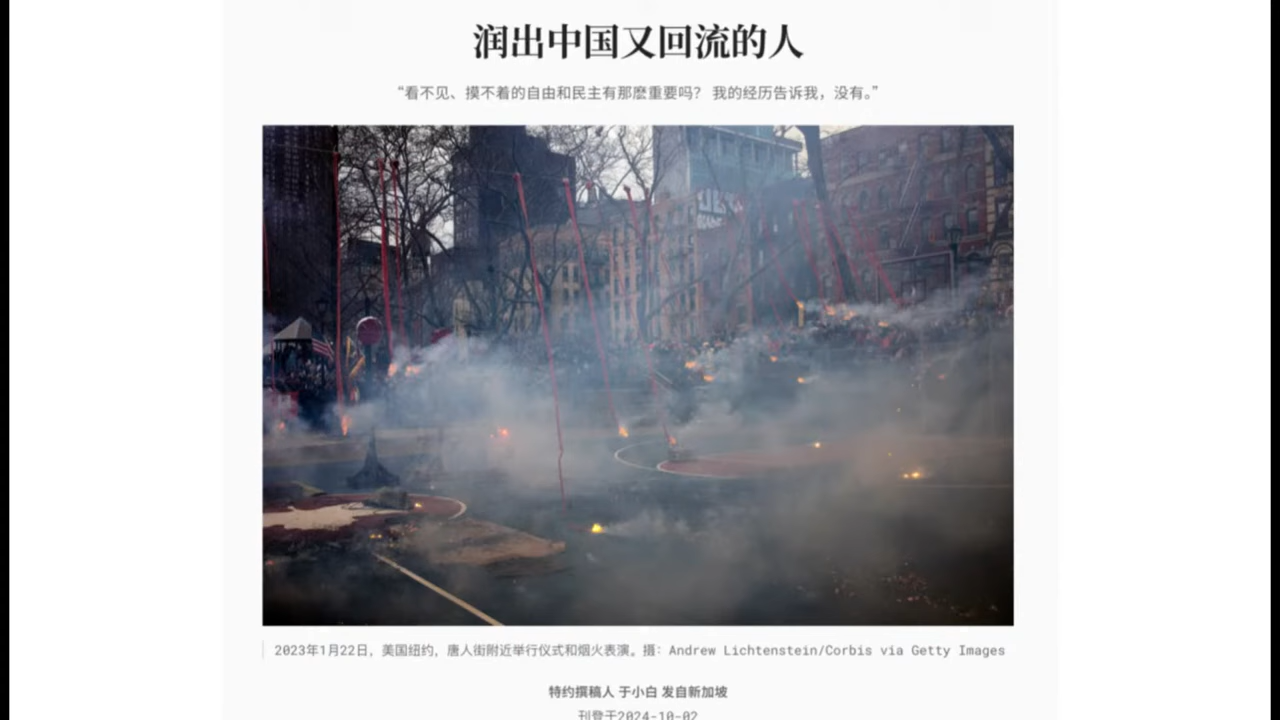 润出中国又回流的人
“看不见、摸不着的自由和民主有那麽重要吗? 我的经历告诉我，没有。”
2023年1月22日，美国纽约，唐人街附近举行仪式和烟火表演。摄：Andrew Lichtenstein/Corbis via Getty Images
特约撰稿人 于小白 发自新加坡
刊登于2024-10-02